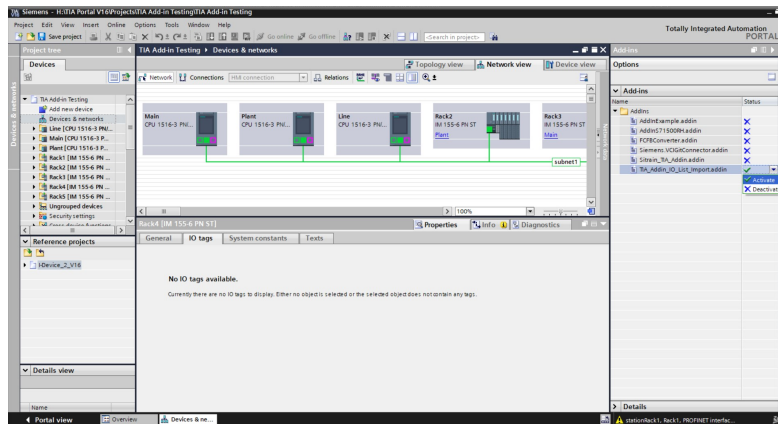 Siemens - H:\TIA Portal V16\Projects\TIA Add-in Testing\TIA Add-in Testing
Project Edit View Insert Online Options Tools Window Help
Totally Integrated Automation
PORTAL
Save project
Go online
Go offline
<Search in project>
Project tree
TIA Add-in Testing ▸ Devices & networks
Add-ins
Devices
Topology view
Network view
Device view
Options
Network
Connections
HMI connection
Relations
Add-ins
Name
Status
TIA Add-in Testing
Add new device
Devices & networks
Line [CPU 1516-3 PN/...
Main [CPU 1516-3 P...
Plant [CPU 1516-3 P...
Rack1 [IM 155-6 PN ...
Rack2 [IM 155-6 PN ...
Rack3 [IM 155-6 PN ...
Rack4 [IM 155-6 PN ...
Rack5 [IM 155-6 PN ...
Ungrouped devices
Security settings
Cross-device functions
Devices & networks
Main
CPU 1516-3 PN/...
Plant
CPU 1516-3 PN/...
Line
CPU 1516-3 PN/...
Rack2
IM 155-6 PN ST
Plant
Rack3
IM 155-6 PN ST
Main
subnet1
Network data
100%
AddIns
AddinExample.addin
AddinS71500RH.addin
FCFBConverter.addin
Siemens.VCIGitConnector.addin
Sitrain_TIA_Addin.addin
TIA_Addin_IO_List_Import.addin
Activate
Deactivat
Rack4 [IM 155-6 PN ST]
Properties
Info
Diagnostics
General
IO tags
System constants
Texts
No IO tags available.
Currently there are no IO tags to display. Either no object is selected or the selected object does not contain any tags.
Reference projects
I-Device_2_V16
Details view
Name
Details
Portal view
Overview
Devices & ne...
stationRack1, Rack1, PROFINET interfac...